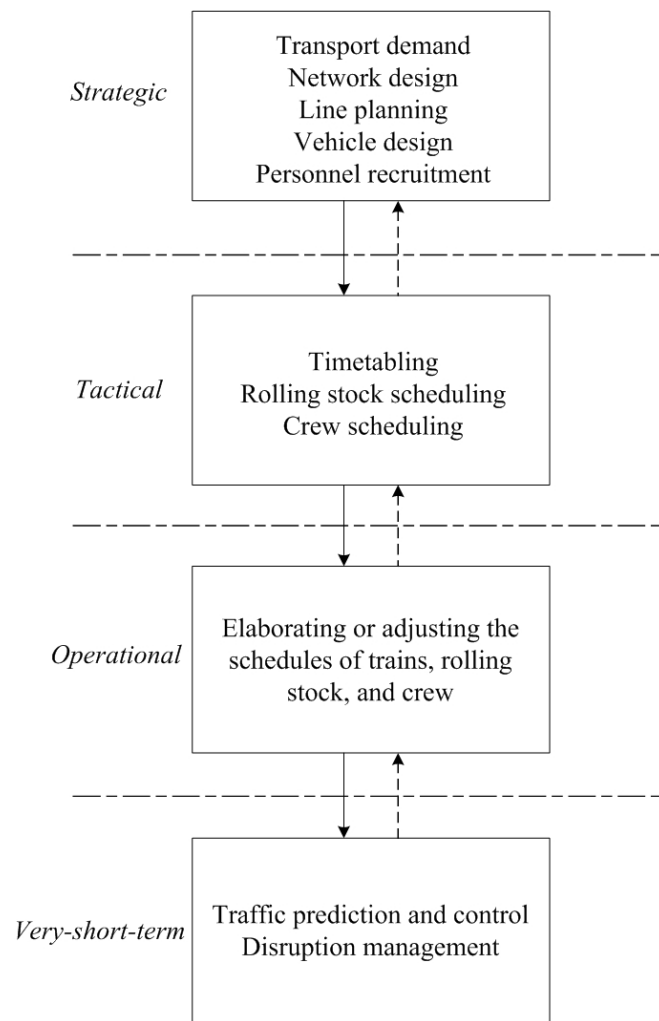 Strategic
Transport demand
Network design
Line planning
Vehicle design
Personnel recruitment
Tactical
Timetabling
Rolling stock scheduling
Crew scheduling
Operational
Elaborating or adjusting the
schedules of trains, rolling
stock, and crew
Very-short-term
Traffic prediction and control
Disruption management